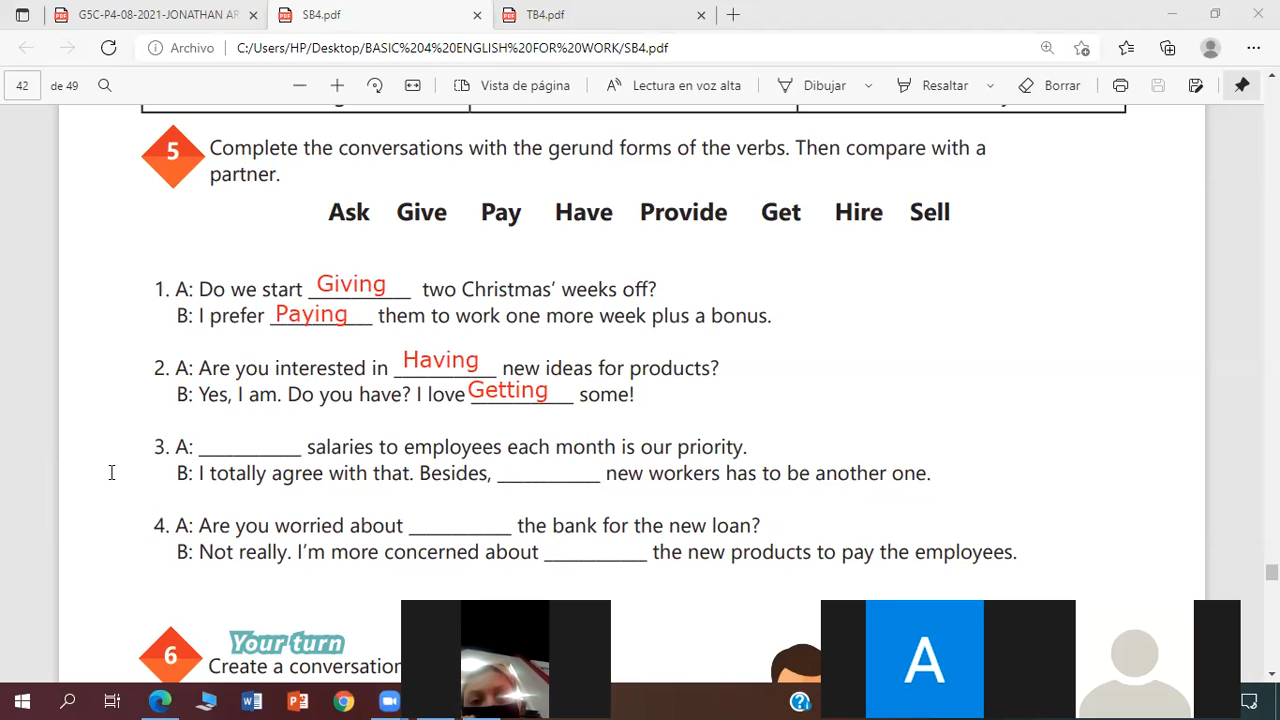 G5C-P4-08-2021-JONATHAN AR
SB4.pdf
TB4.pdf
Archivo
C:/Users/HP/Desktop/BASIC%204%20ENGLISH%20FOR%20WORK/SB4.pdf
42 de 49
Vista de página
Lectura en voz alta
Dibujar
Resaltar
Borrar
5
Complete the conversations with the gerund forms of the verbs. Then compare with a
partner.
Ask Give Pay Have Provide Get Hire Sell
1. A: Do we start Giving two Christmas‘ weeks off?
B: I prefer Paying them to work one more week plus a bonus.
2. A: Are you interested in Having new ideas for products?
B: Yes, I am. Do you have? I love Getting some!
3. A: ___________ salaries to employees each month is our priority.
B: I totally agree with that. Besides, ___________ new workers has to be another one.
4. A: Are you worried about ___________ the bank for the new loan?
B: Not really. I’m more concerned about ___________ the new products to pay the employees.
6
Your turn
Create a conversation
A